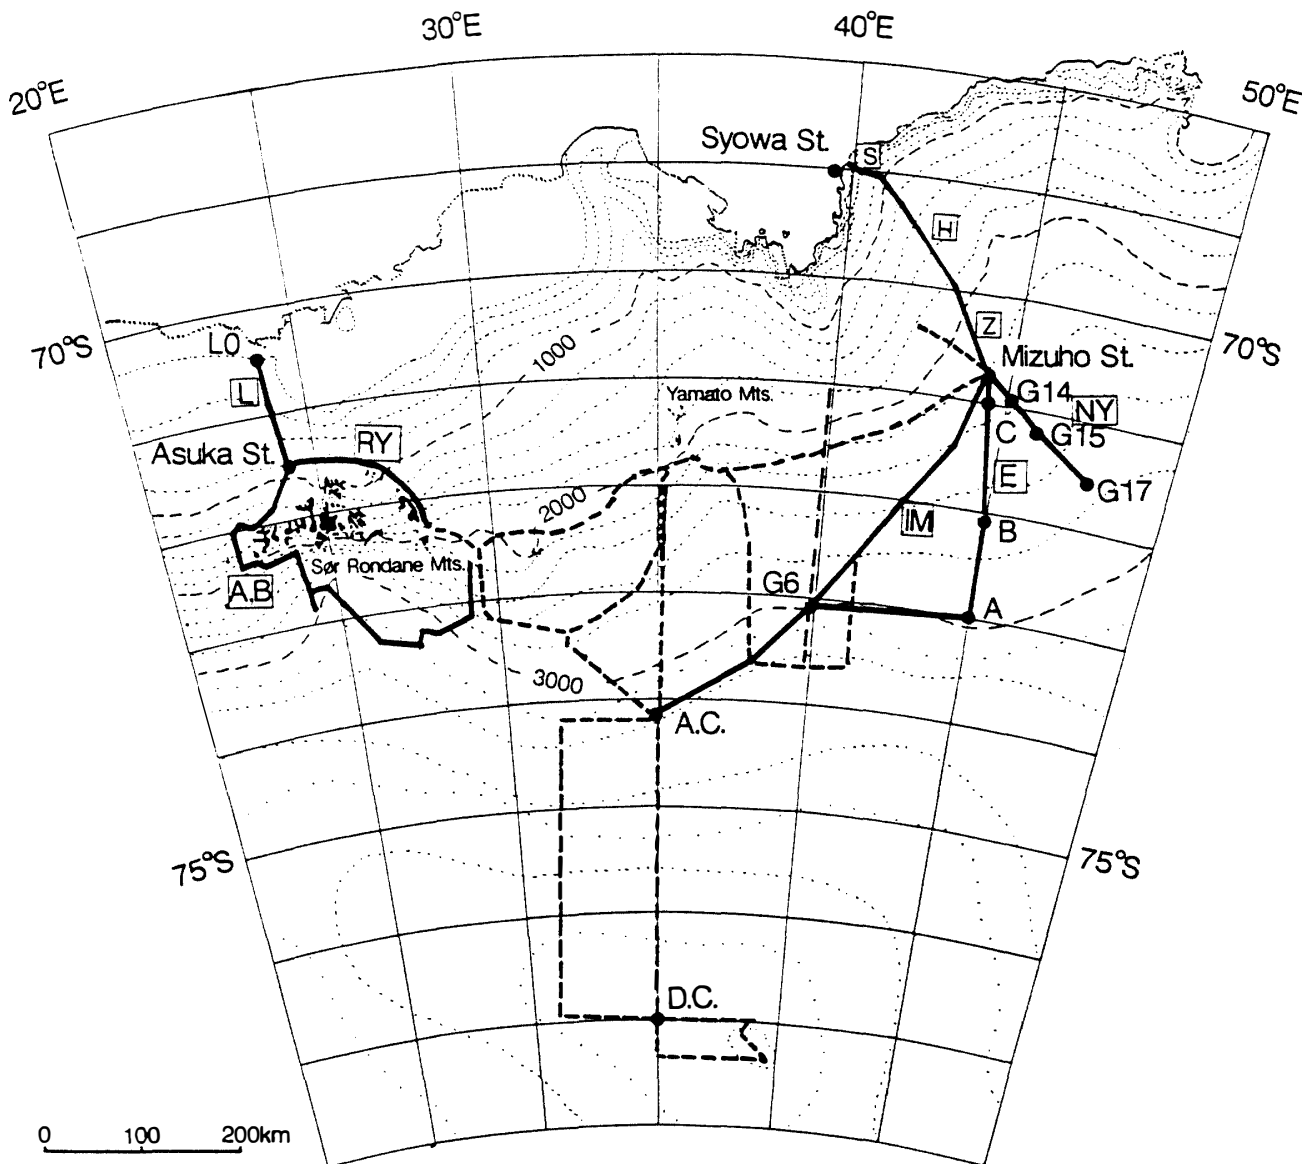 30°E
40°E
20°E
50°E
Syowa St.
S
H
70°S
L0
1000
Z
Mizuho St.
70°S
L
Yamato Mts.
G14
NY
C
G15
Asuka St.
RY
E
G17
2000
IM
B
Sør Rondane Mts.
A.B
G6
A
3000
A.C.
75°S
75°S
D.C.
0 100 200km